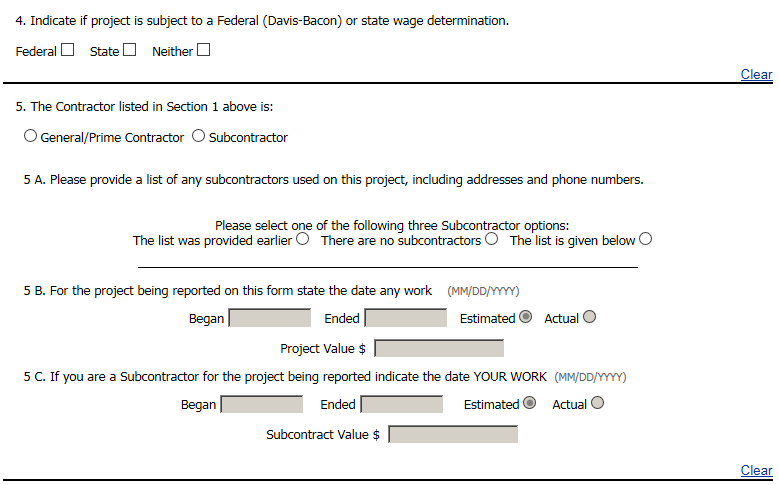 4. Indicate if project is subject to a Federal (Davis-Bacon) or state wage determination.
Federal State Neither
Clear
5. The Contractor listed in Section 1 above is:
General/Prime Contractor Subcontractor
5 A. Please provide a list of any subcontractors used on this project, including addresses and phone numbers.
Please select one of the following three Subcontractor options:
The list was provided earlier There are no subcontractors The list is given below
5 B. For the project being reported on this form state the date any work (MM/DD/YYYY)
Began Ended Estimated Actual
Project Value $
5 C. If you are a Subcontractor for the project being reported indicate the date YOUR WORK (MM/DD/YYYY)
Began Ended Estimated Actual
Subcontract Value $
Clear